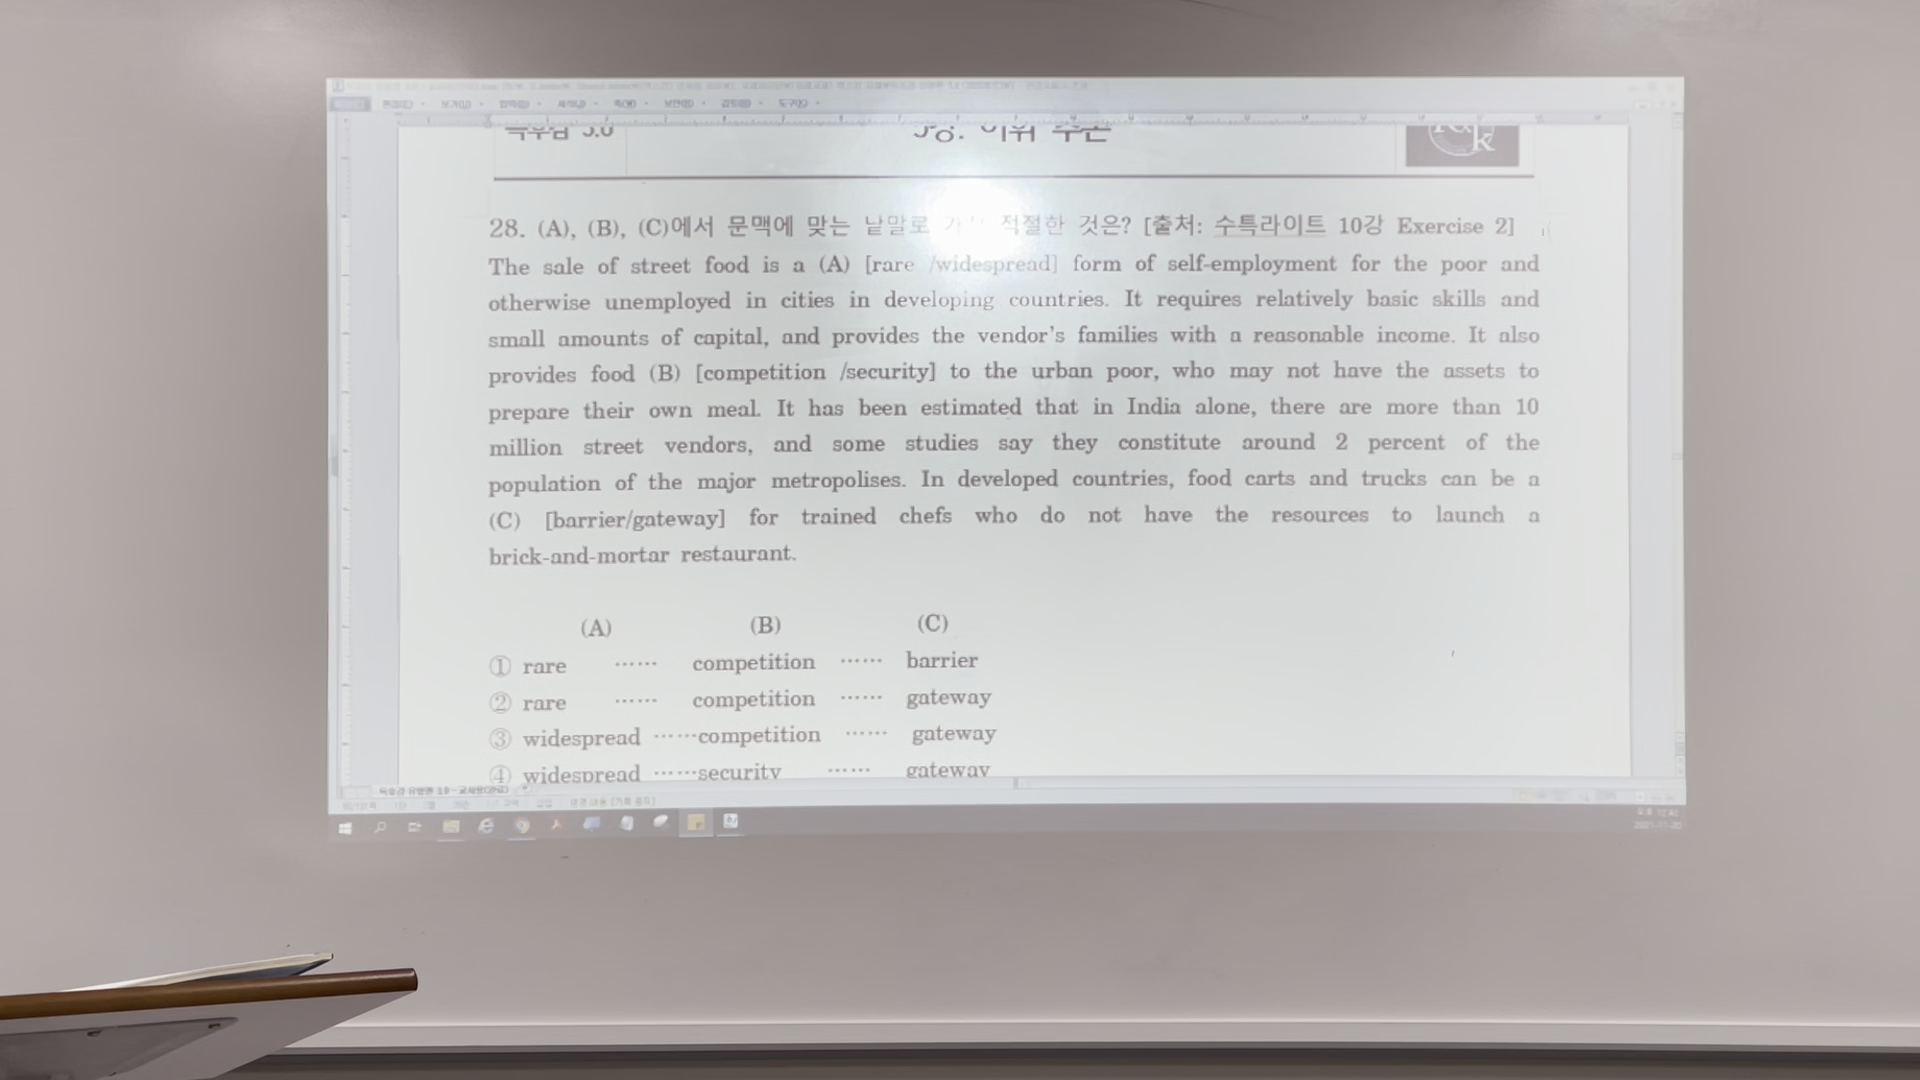 28. (A), (B), (C)에서 문맥에 맞는 낱말로 적절한 것은? [출처: 수특라이트 10강 Exercise 2]
The sale of street food is a (A) [rare /widespread] form of self-employment for the poor and
otherwise unemployed in cities in developing countries. It requires relatively basic skills and
small amounts of capital, and provides the vendor's families with a reasonable income. It also
provides food (B) [competition /security] to the urban poor, who may not have the assets to
prepare their own meal. It has been estimated that in India alone, there are more than 10
million street vendors, and some studies say they constitute around 2 percent of the
population of the major metropolises. In developed countries, food carts and trucks can be a
(C) [barrier/gateway] for trained chefs who do not have the resources to launch a
brick-and-mortar restaurant.
(A) (B) (C)
① rare ······ competition ······ barrier
② rare ······ competition ······ gateway
③ widespread ······competition ······ gateway
④ widespread ······security ······ gateway